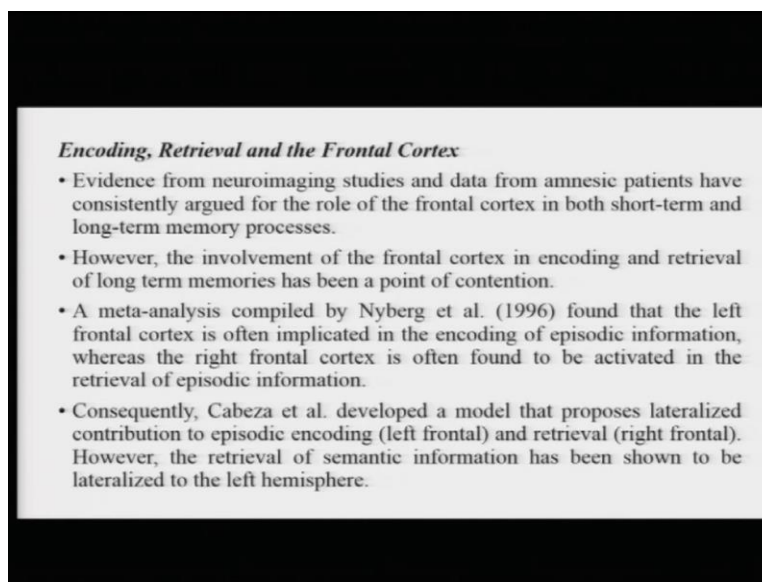 Encoding, Retrieval and the Frontal Cortex
• Evidence from neuroimaging studies and data from amnesic patients have
consistently argued for the role of the frontal cortex in both short-term and
long-term memory processes.
• However, the involvement of the frontal cortex in encoding and retrieval
of long term memories has been a point of contention.
• A meta-analysis compiled by Nyberg et al. (1996) found that the left
frontal cortex is often implicated in the encoding of episodic information,
whereas the right frontal cortex is often found to be activated in the
retrieval of episodic information.
• Consequently, Cabeza et al. developed a model that proposes lateralized
contribution to episodic encoding (left frontal) and retrieval (right frontal).
However, the retrieval of semantic information has been shown to be
lateralized to the left hemisphere.